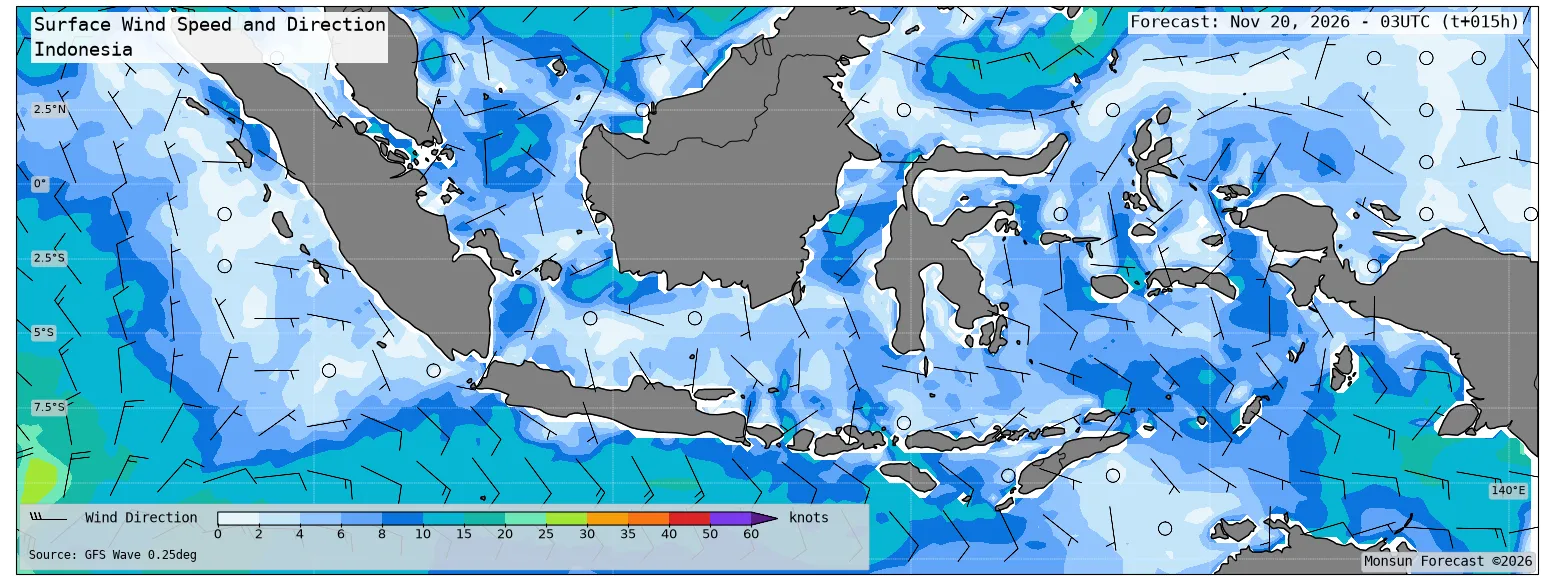 Surface Wind Speed and Direction
Indonesia
Forecast: Nov 20, 2026 - 03UTC (t+015h)
2.5°N
0°
2.5°S
5°S
7.5°S
140°E
Wind Direction
0 2 4 6 8 10 15 20 25 30 35 40 50 60
knots
Source: GFS Wave 0.25deg
Monsun Forecast ©2026